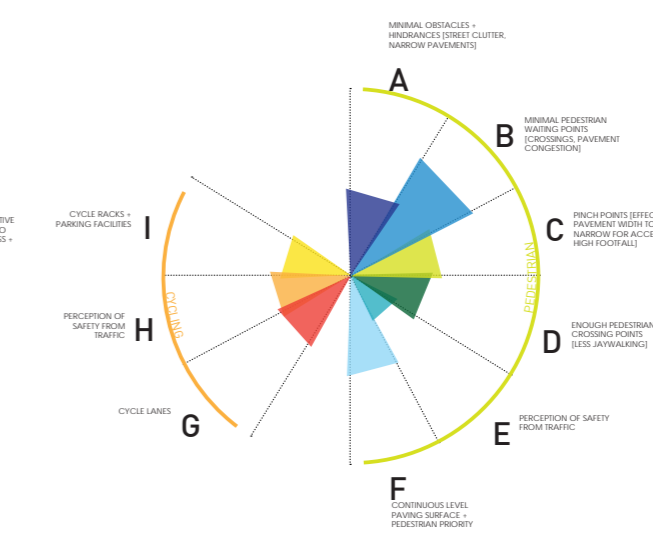 MINIMAL OBSTACLES +
HINDRANCES [STREET CLUTTER,
NARROW PAVEMENTS]
A
B
MINIMAL PEDESTRIAN
WAITING POINTS
[CROSSINGS, PAVEMENT
CONGESTION]
C
PINCH POINTS [EFFEC
PAVEMENT WIDTH TO
NARROW FOR ACCE
HIGH FOOTFALL]
PEDESTRIAN
D
ENOUGH PEDESTRIAN
CROSSING POINTS
[LESS JAYWALKING]
E
PERCEPTION OF SAFETY
FROM TRAFFIC
F
CONTINUOUS LEVEL
PAVING SURFACE +
PEDESTRIAN PRIORITY
CYCLE LANES
G
PERCEPTION OF
SAFETY FROM
TRAFFIC
H
CYCLING
CYCLE RACKS +
PARKING FACILITIES
I
TIVE
O
SS +